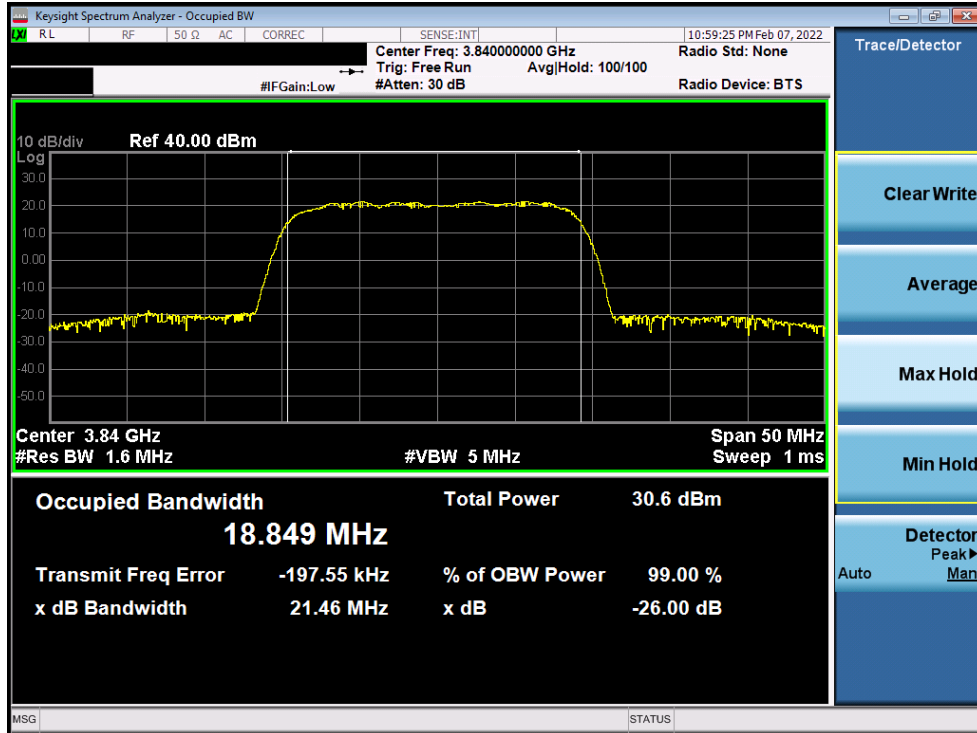 Keysight Spectrum Analyzer - Occupied BW
LXI RL RF 50 Ω AC CORREC SENSE:INT 10:59:25 PM Feb 07, 2022
Center Freq: 3.840000000 GHz Radio Std: None
Trig: Free Run Avg|Hold: 100/100
#IFGain:Low #Atten: 30 dB Radio Device: BTS
Trace/Detector
10 dB/div Ref 40.00 dBm
Log
30.0
20.0
10.0
0.00
-10.0
-20.0
-30.0
-40.0
-50.0
Center 3.84 GHz Span 50 MHz
#Res BW 1.6 MHz #VBW 5 MHz Sweep 1 ms
Occupied Bandwidth Total Power 30.6 dBm
18.849 MHz
Transmit Freq Error -197.55 kHz % of OBW Power 99.00 %
x dB Bandwidth 21.46 MHz x dB -26.00 dB
Clear Write
Average
Max Hold
Min Hold
Detector
Peak▶
Auto Man
MSG STATUS